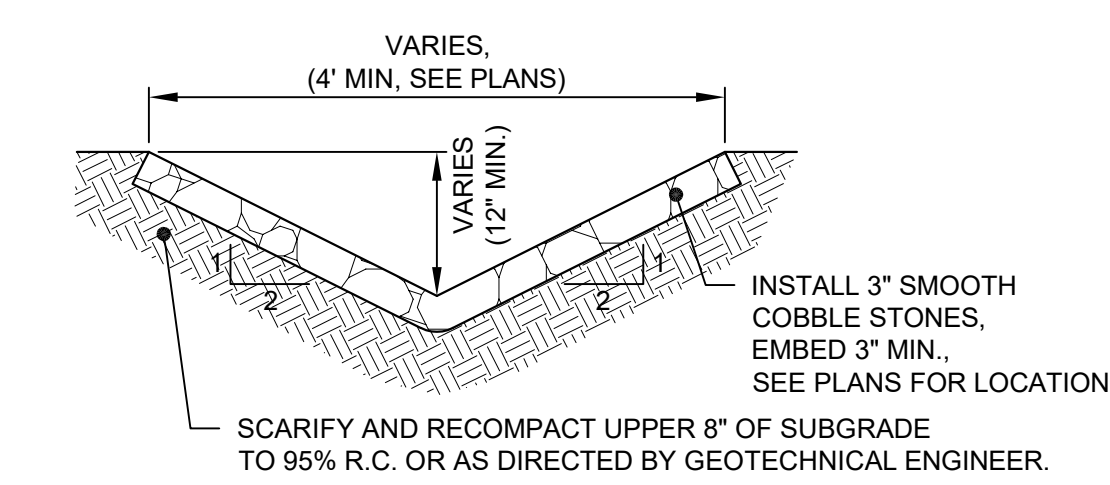 VARIES,
(4' MIN, SEE PLANS)
VARIES
(12" MIN.)
1
2
1
2
INSTALL 3" SMOOTH
COBBLE STONES,
EMBED 3" MIN.,
SEE PLANS FOR LOCATION
SCARIFY AND RECOMPACT UPPER 8" OF SUBGRADE
TO 95% R.C. OR AS DIRECTED BY GEOTECHNICAL ENGINEER.